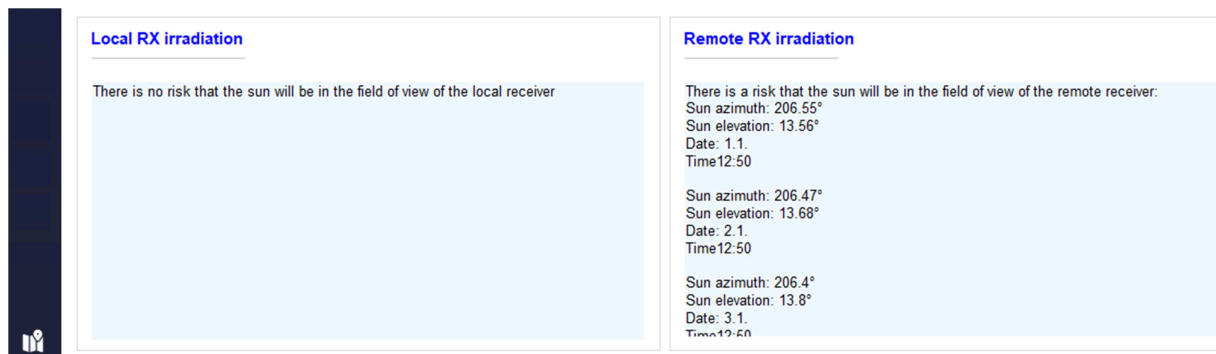 Local RX irradiation
There is no risk that the sun will be in the field of view of the local receiver
Remote RX irradiation
There is a risk that the sun will be in the field of view of the remote receiver:
Sun azimuth: 206.55°
Sun elevation: 13.56°
Date: 1.1.
Time12:50
Sun azimuth: 206.47°
Sun elevation: 13.68°
Date: 2.1.
Time12:50
Sun azimuth: 206.4°
Sun elevation: 13.8°
Date: 3.1.
Time12:50